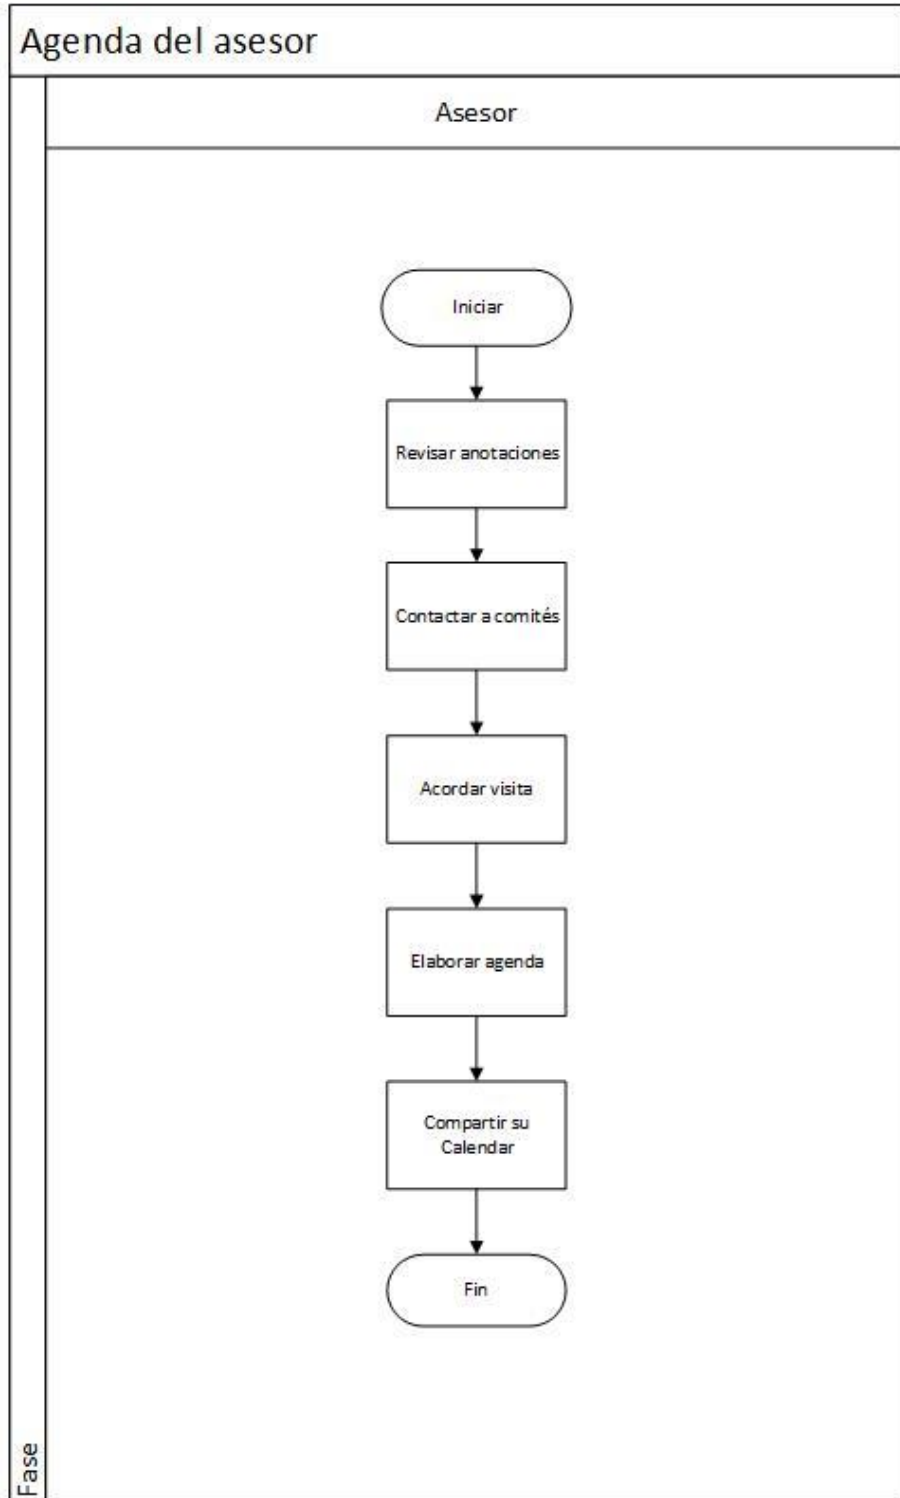 Agenda del asesor
Asesor
Iniciar
Revisar anotaciones
Contactar a comités
Acordar visita
Elaborar agenda
Compartir su
Calendar
Fin
Fase